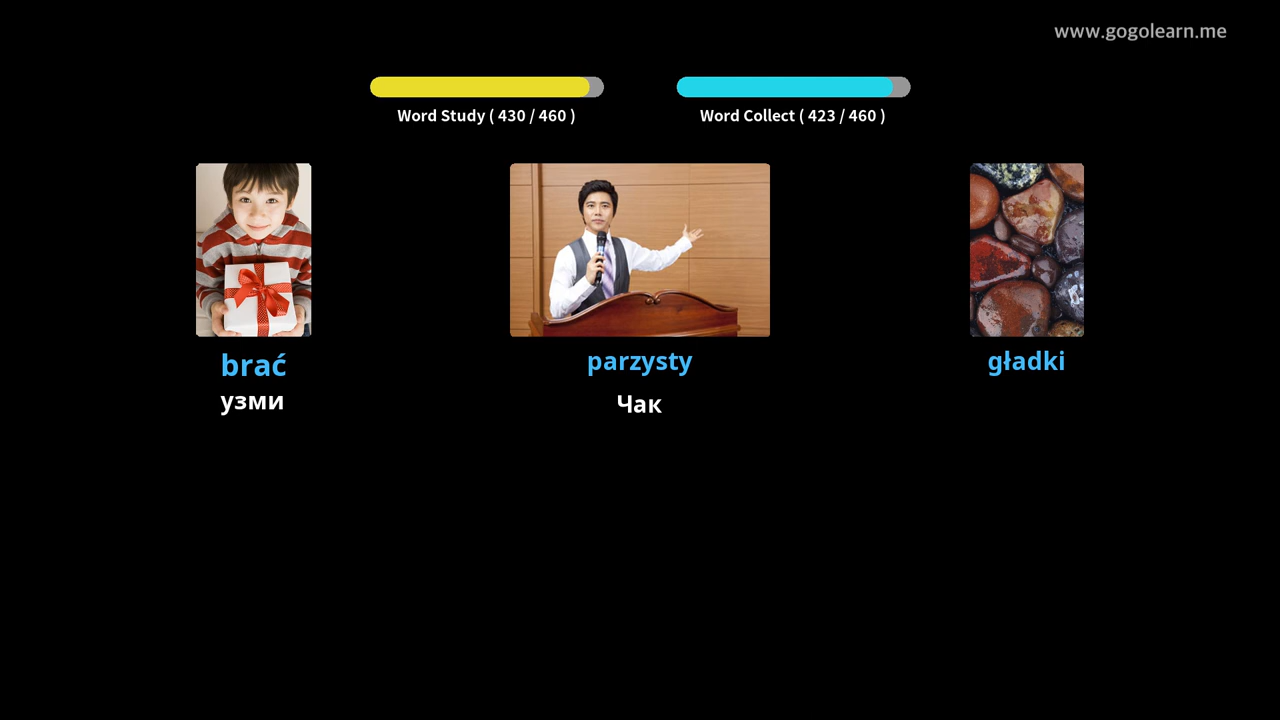 www.gogolearn.me
Word Study ( 430 / 460 )
Word Collect ( 423 / 460 )
brać
узми
parzysty
Чак
gładki